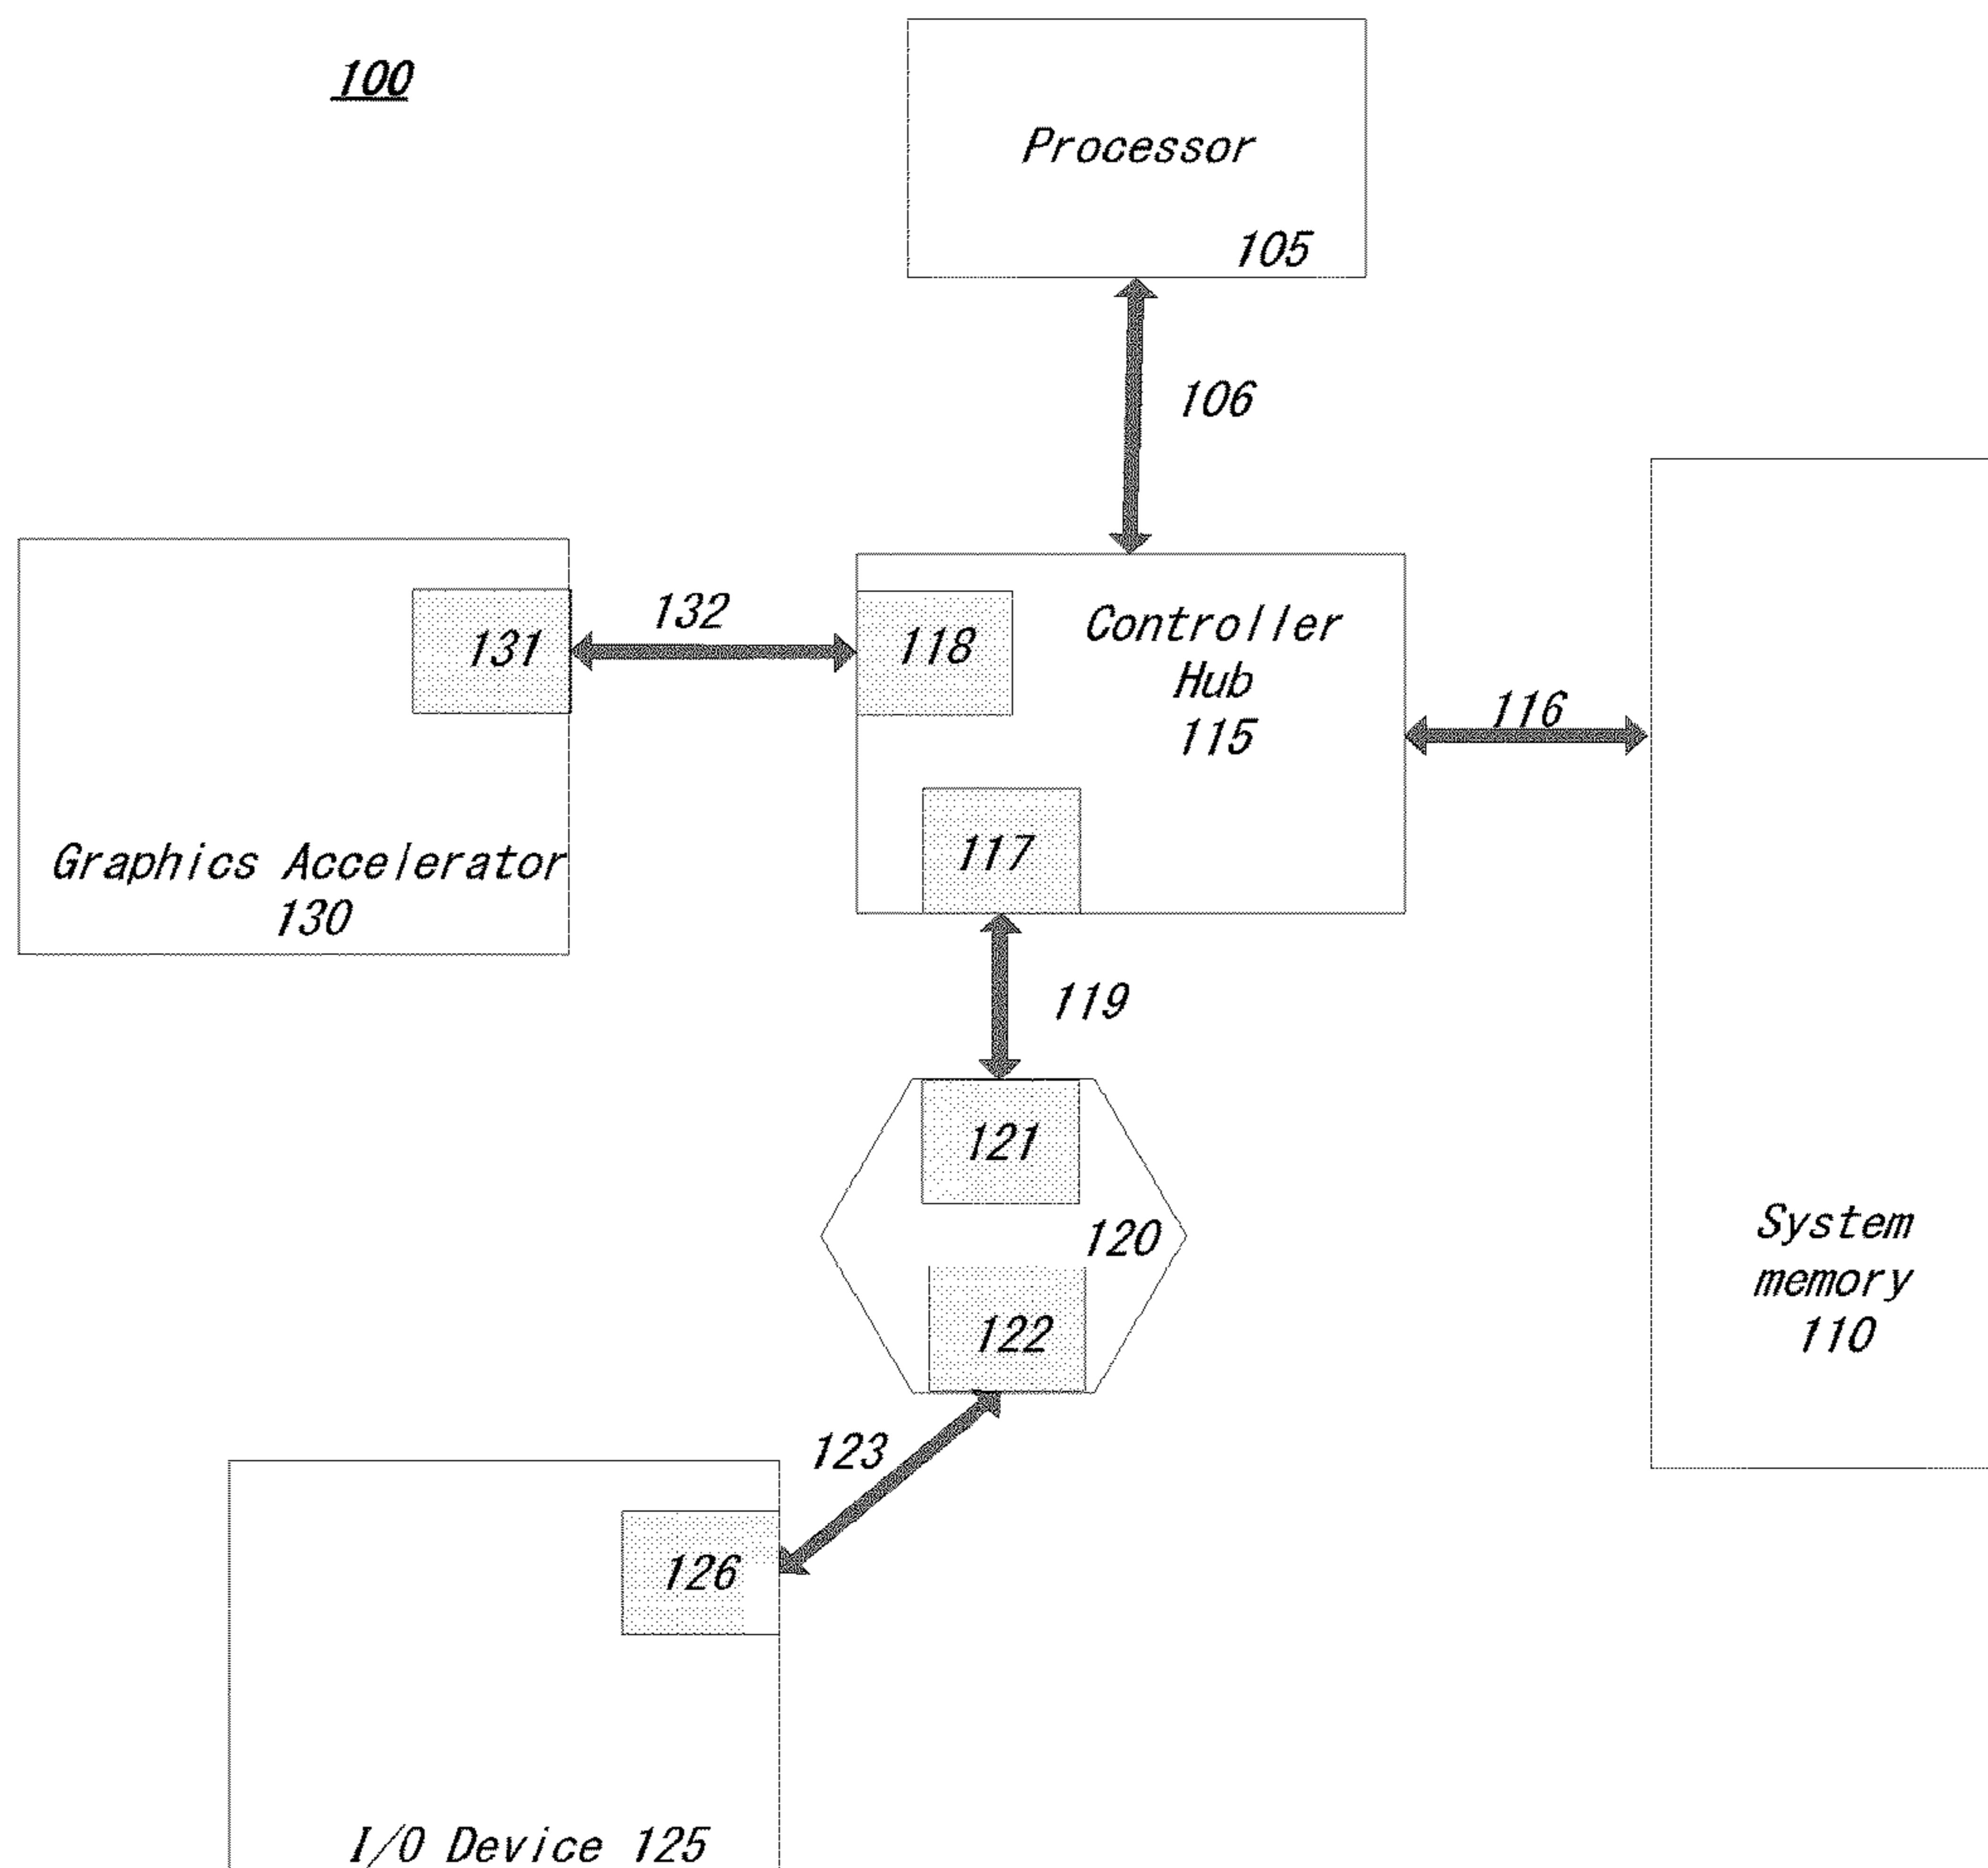 100
Processor
105
106
132
131
118
Controller
Hub
115
116
117
Graphics Accelerator
130
119
121
120
122
System
memory
110
123
126
I/O Device 125